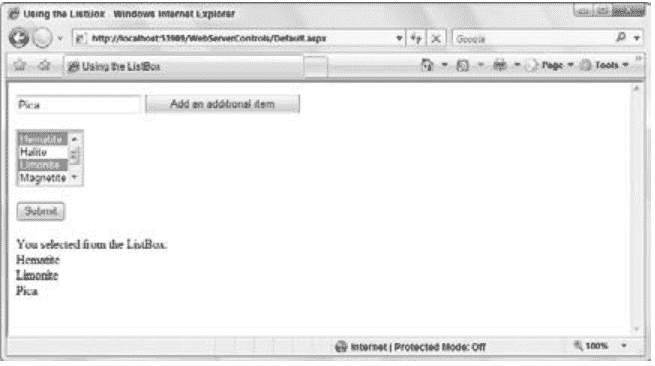 Using the ListBox - Windows Internet Explorer
http://localhost:51989/WebServerControls/Default.aspx
Google
Using the ListBox
Page
Tools
Pica
Add an additional item
Hematite
Halite
Limonite
Magnetite
Submit
You selected from the ListBox:
Hematite
Limonite
Pica
Internet | Protected Mode: Off
100%